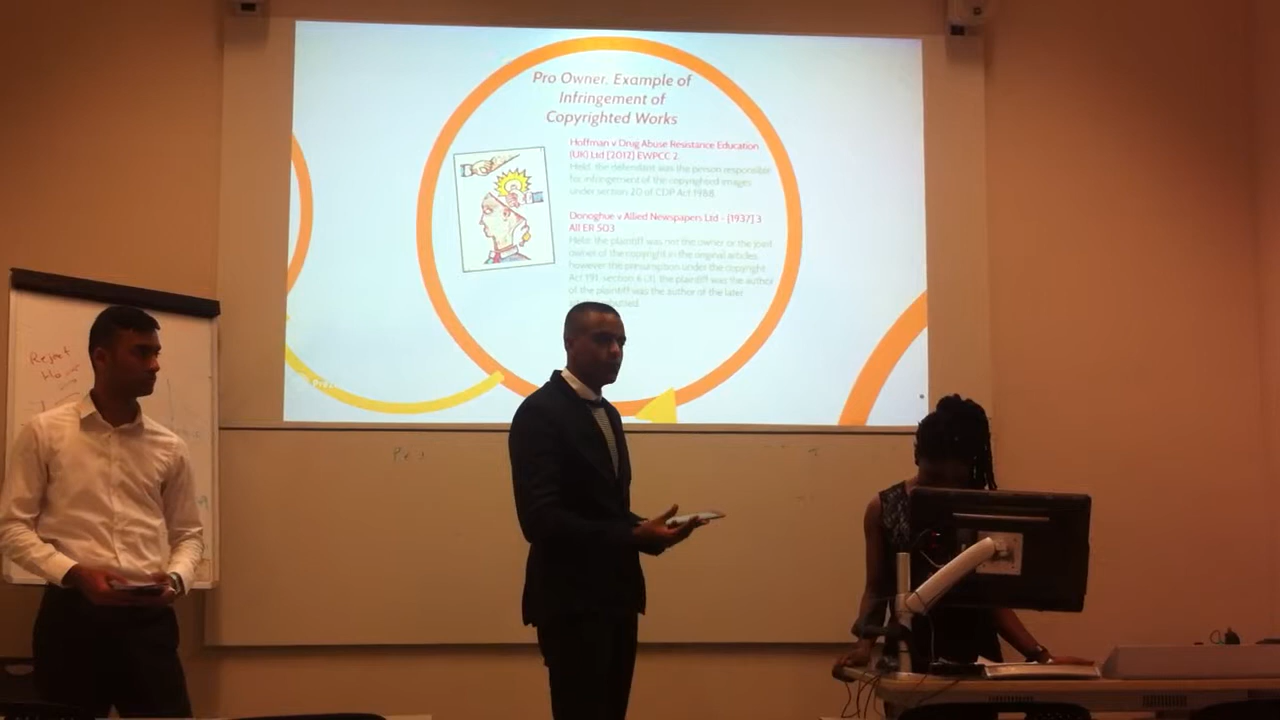 Pro Owner. Example of
Infringement of
Copyrighted Works
Hoffman v Drug Abuse Resistance Education
(UK) Ltd [2012] EWPCC 2.
Held: the defendant was the person responsible
for infringement of the copyrighted images
under section 20 of CDP Act 1988.
Donoghue v Allied Newspapers Ltd - [1937] 3
All ER 503
Held: the plaintiff was not the owner or the joint
owner of the copyright in the original articles,
however the presumption under the copyright
Act 191, section 6 (3), the plaintiff was the author
of the plaintiff was the author of the later
Reject